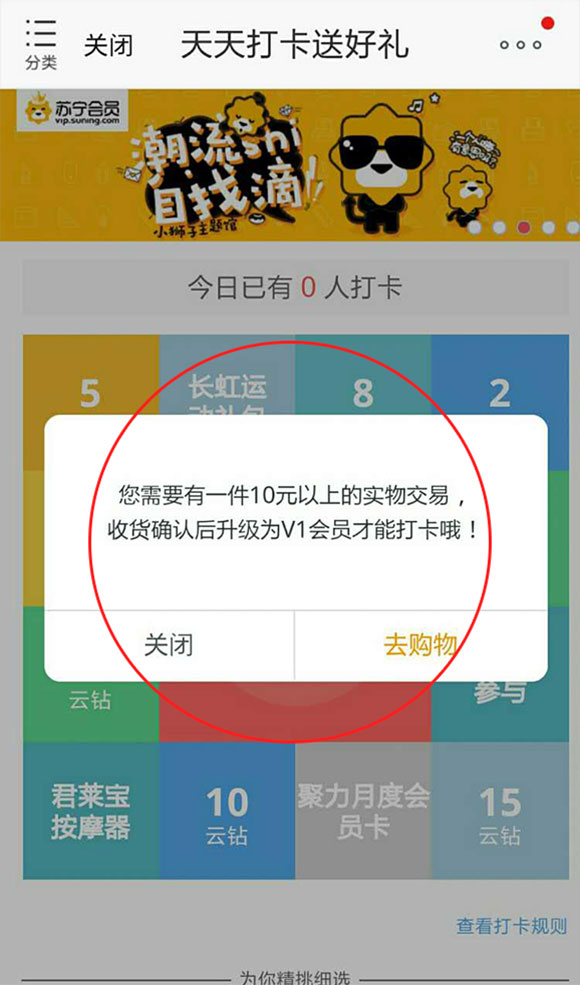 分类
关闭
天天打卡送好礼
苏宁会员
vip.suning.com
潮流shi
目找滴
小狮子主题馆
今日已有 0 人打卡
5
长虹运
动礼包
8
2
您需要有一件10元以上的实物交易，
收货确认后升级为V1会员才能打卡哦！
关闭
去购物
云钻
参与
君莱宝
按摩器
10
云钻
聚力月度会
员卡
15
云钻
查看打卡规则
为你精挑细选